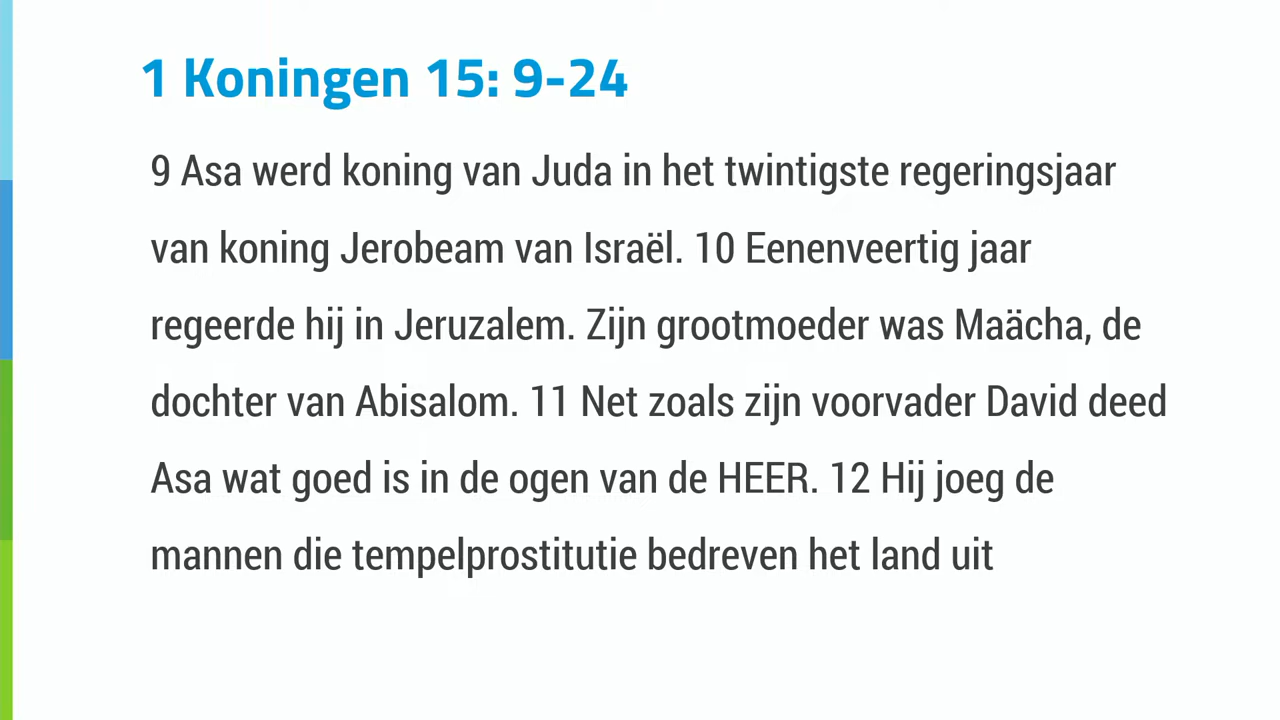 1 Koningen 15: 9-24
9 Asa werd koning van Juda in het twintigste regeringsjaar
van koning Jerobeam van Israël. 10 Eenenveertig jaar
regeerde hij in Jeruzalem. Zijn grootmoeder was Maächa, de
dochter van Abisalom. 11 Net zoals zijn voorvader David deed
Asa wat goed is in de ogen van de HEER. 12 Hij joeg de
mannen die tempelprostitutie bedreven het land uit